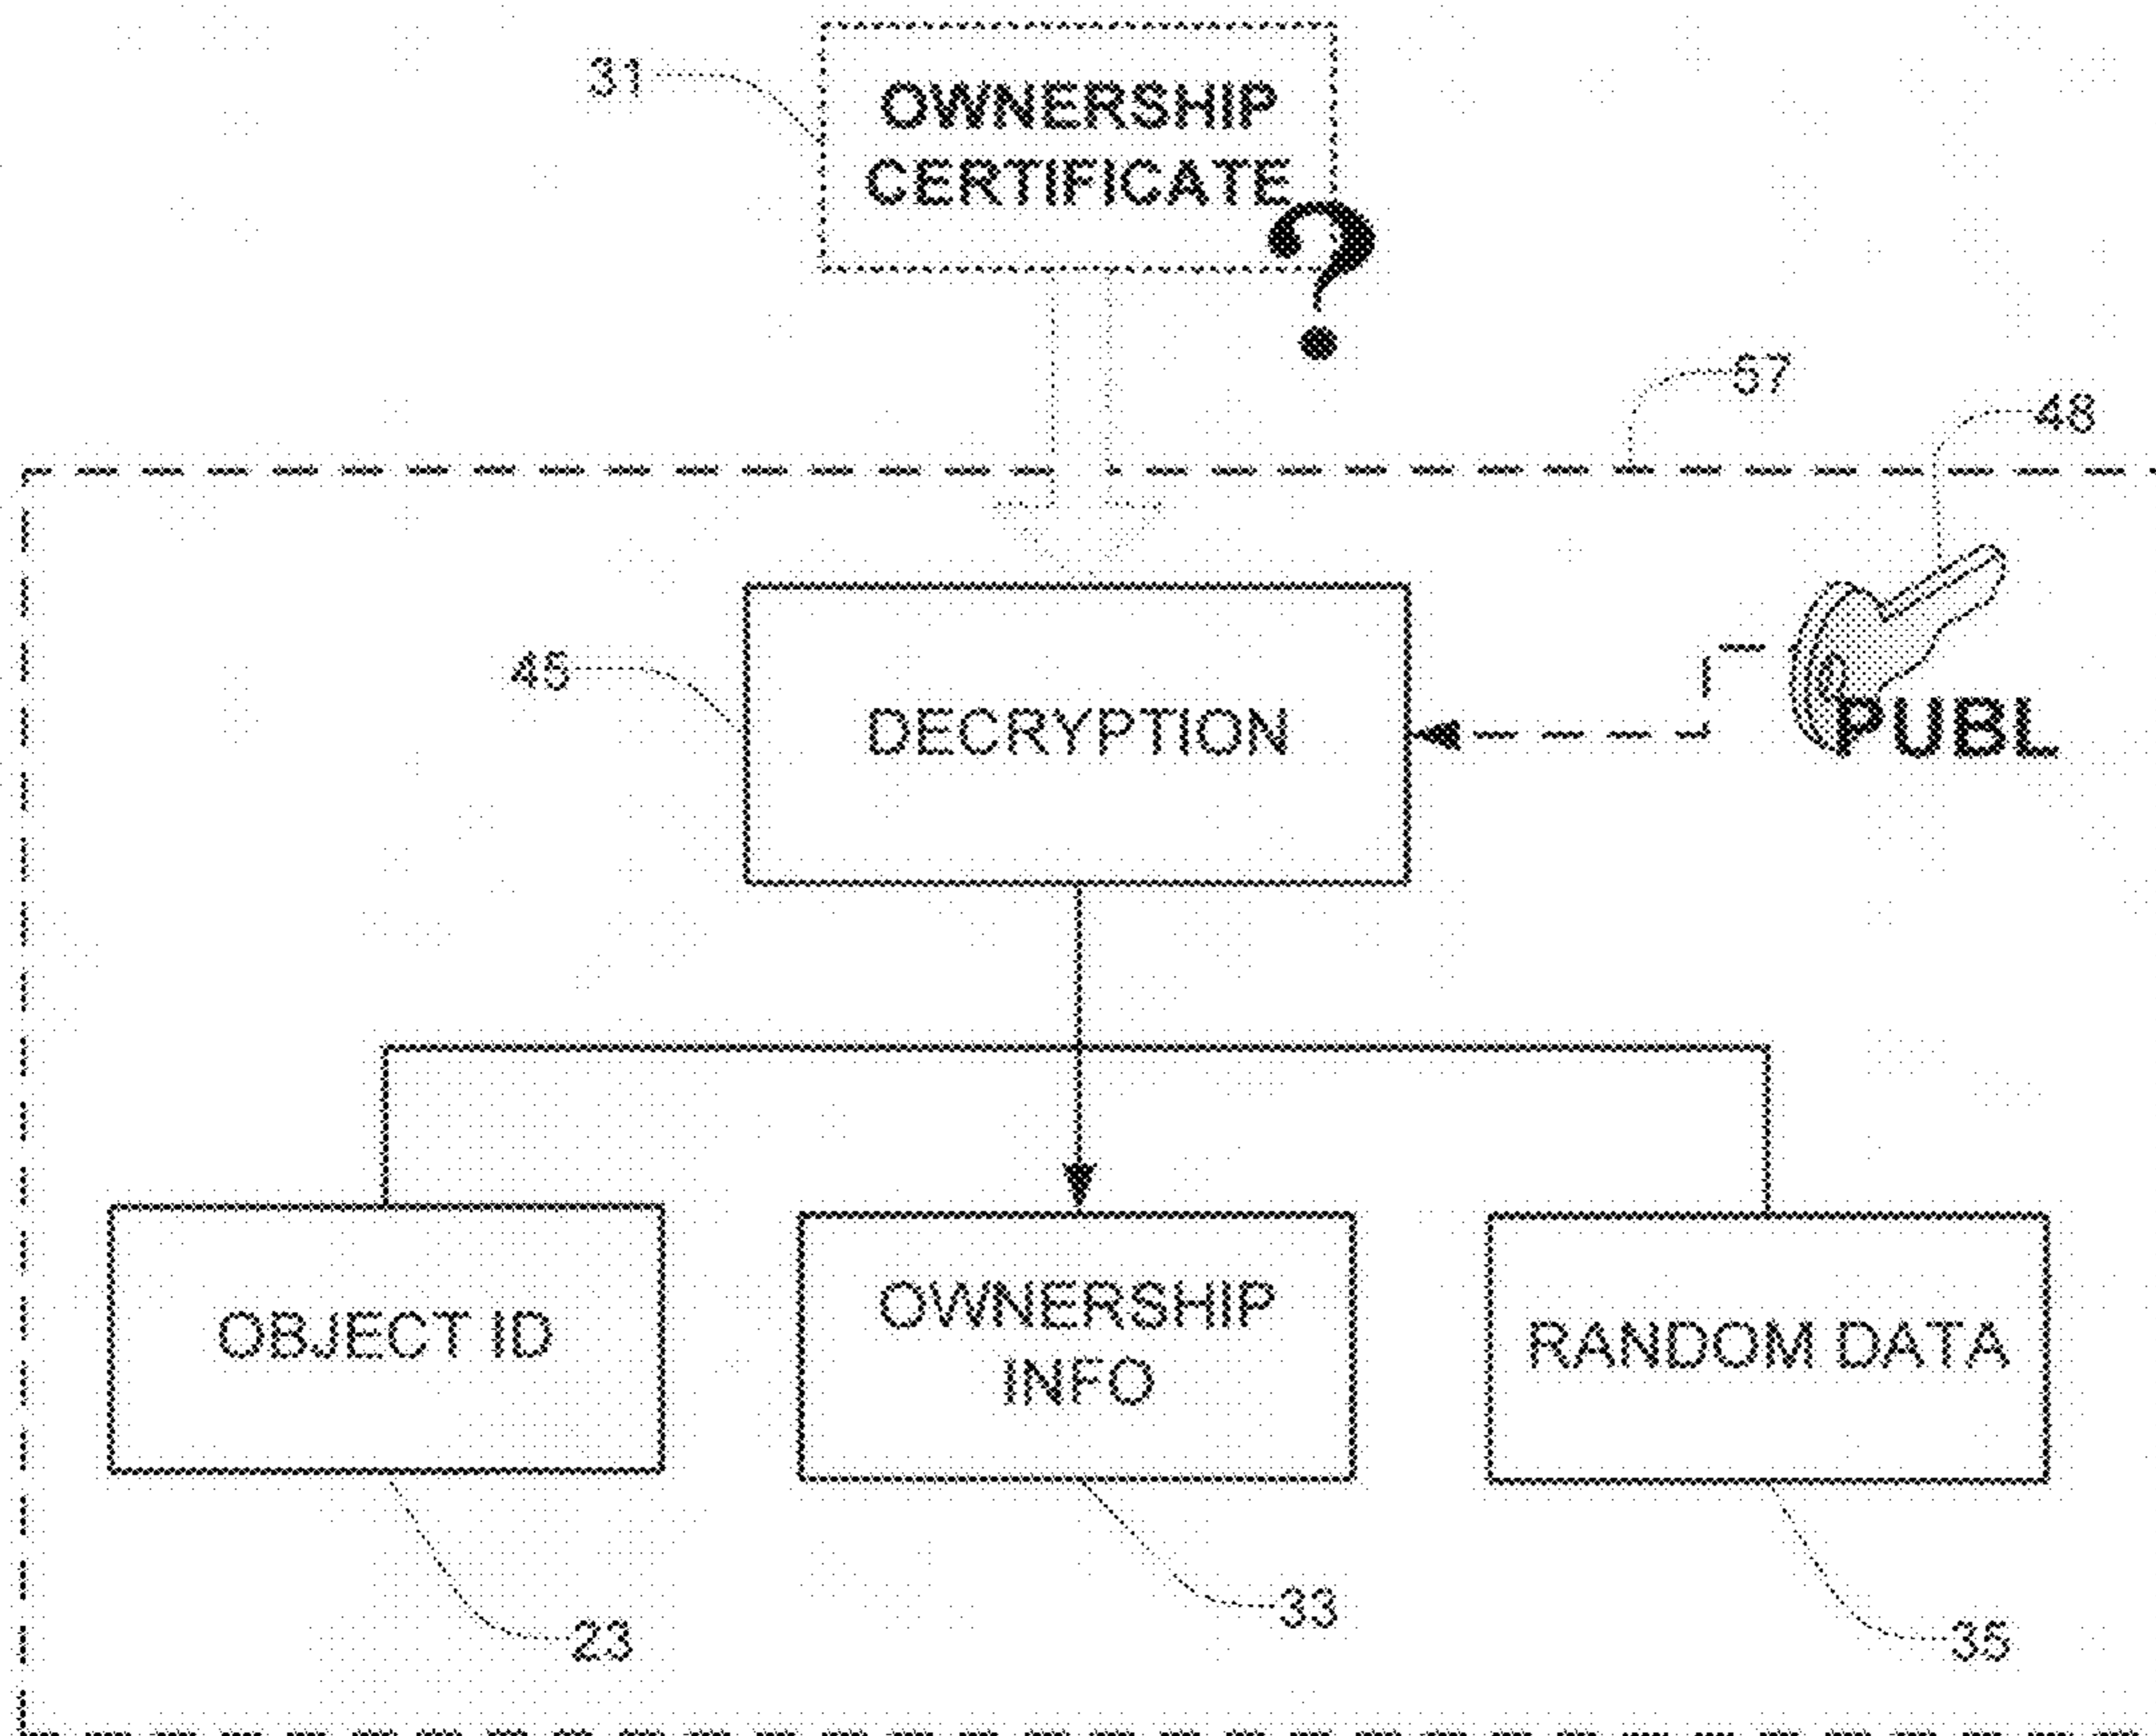 31
OWNERSHIP
CERTIFICATE
?
57
48
45
DECRYPTION
PUBL
OBJECT ID
OWNERSHIP
INFO
RANDOM DATA
23
33
35